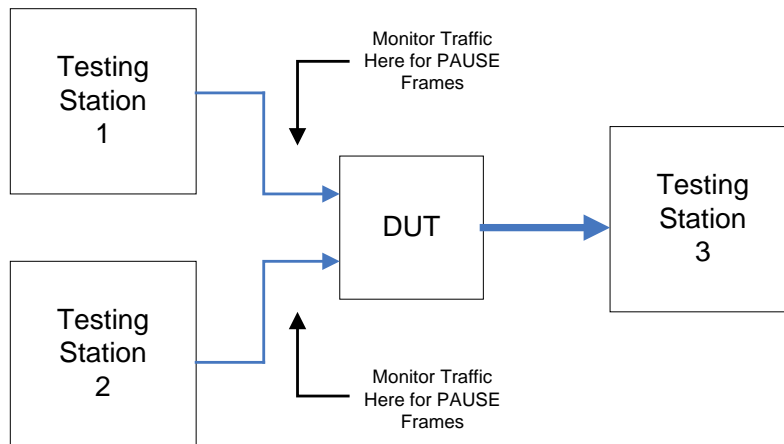 Testing
Station
1
Monitor Traffic
Here for PAUSE
Frames
DUT
Testing
Station
3
Testing
Station
2
Monitor Traffic
Here for PAUSE
Frames